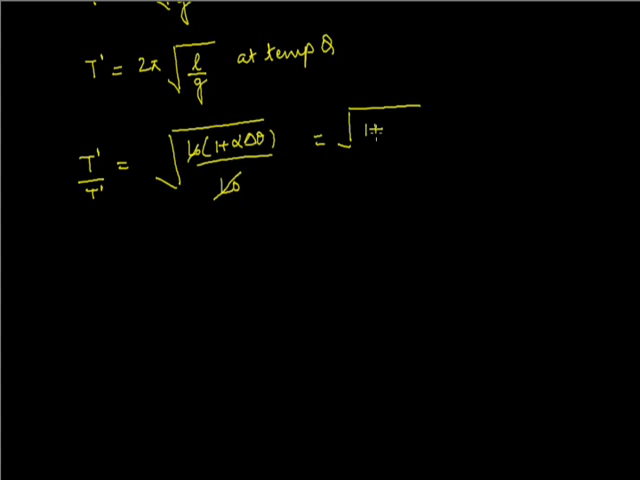 T' = 2π √(l/g) at temp θ
T'/T' = √(l₀(1+αΔθ)/l₀) = √(1+